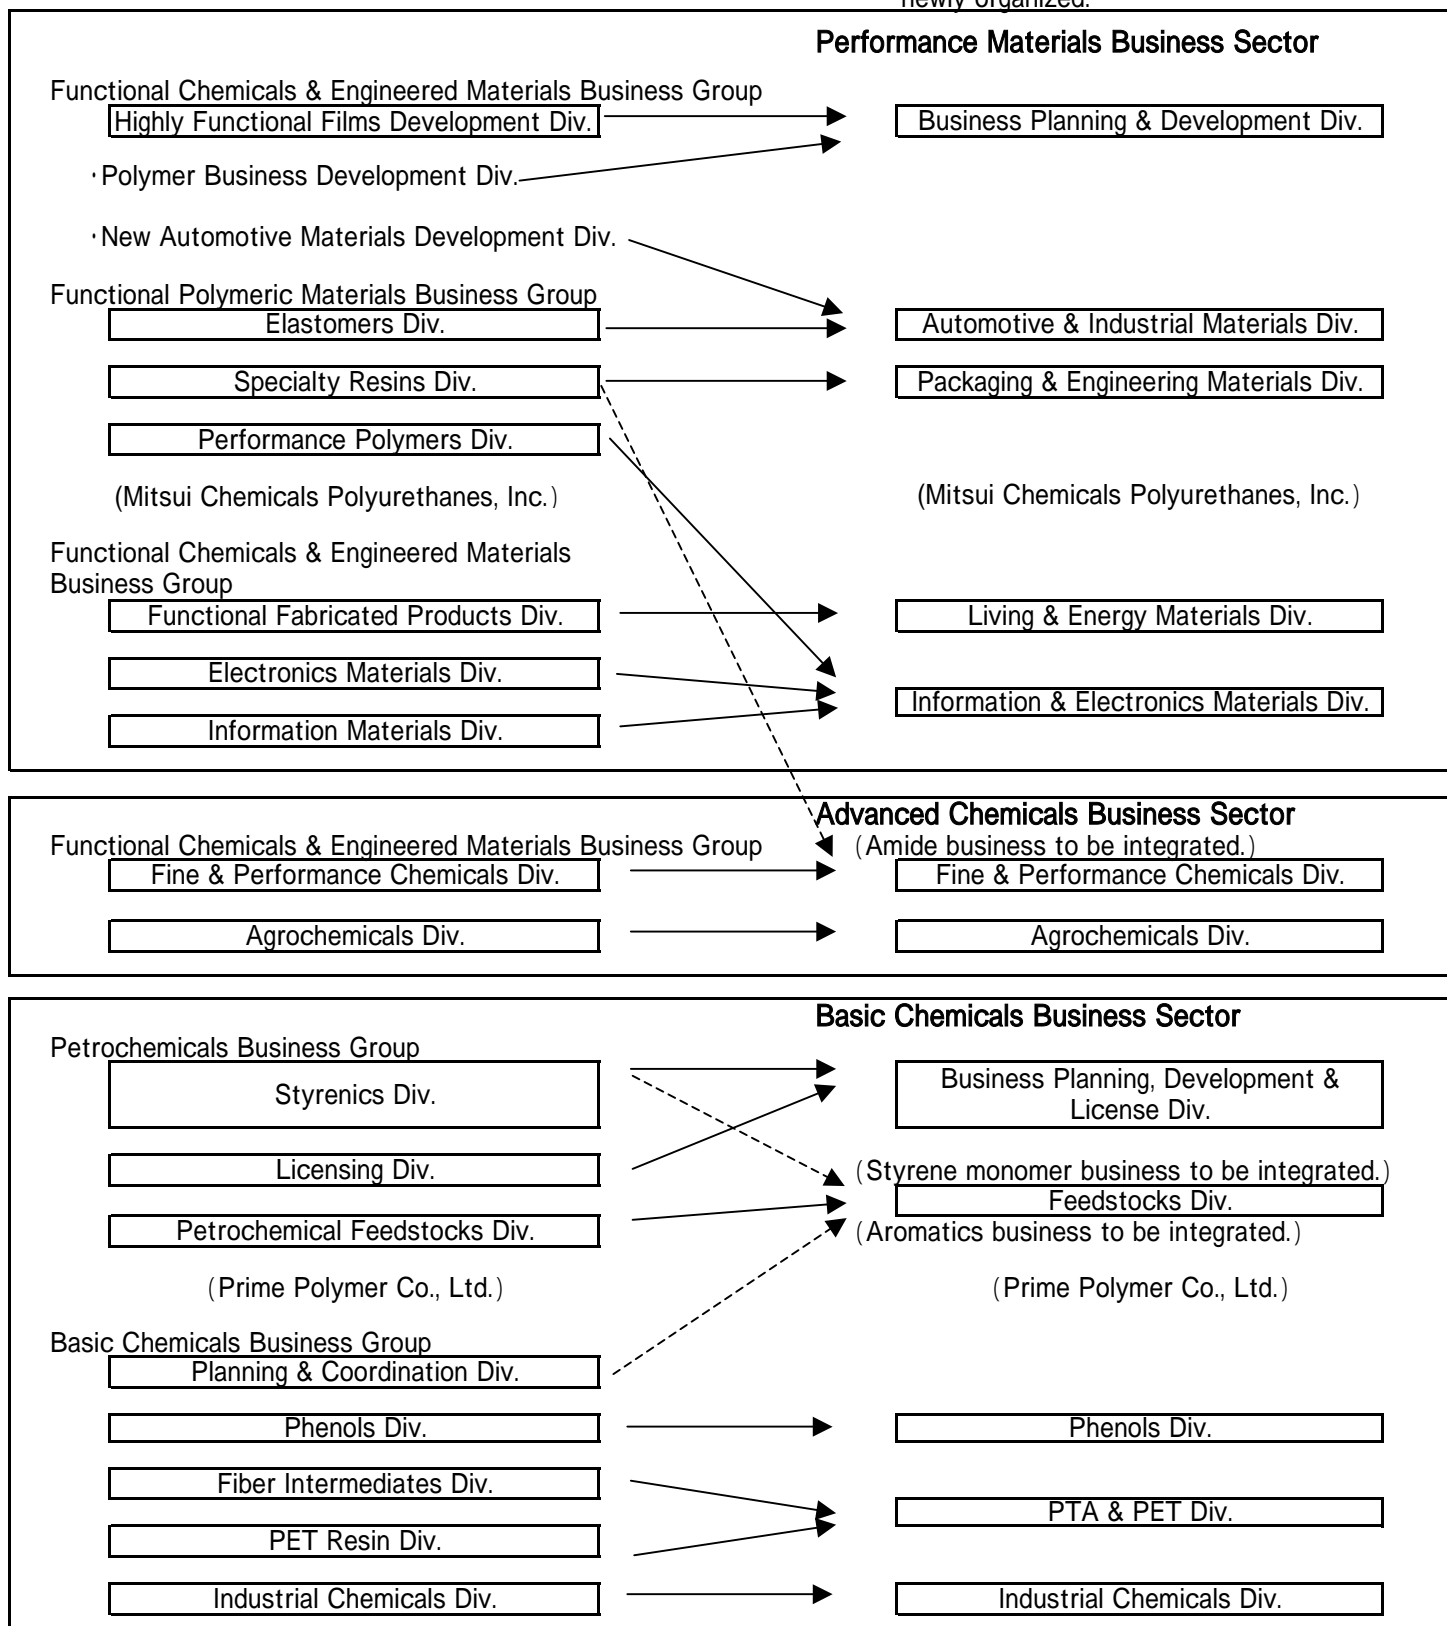 newly organized.
Performance Materials Business Sector
Functional Chemicals & Engineered Materials Business Group
Highly Functional Films Development Div.
Business Planning & Development Div.
・Polymer Business Development Div.
・New Automotive Materials Development Div.
Functional Polymeric Materials Business Group
Elastomers Div.
Automotive & Industrial Materials Div.
Specialty Resins Div.
Packaging & Engineering Materials Div.
Performance Polymers Div.
(Mitsui Chemicals Polyurethanes, Inc.)
(Mitsui Chemicals Polyurethanes, Inc.)
Functional Chemicals & Engineered Materials
Business Group
Functional Fabricated Products Div.
Living & Energy Materials Div.
Electronics Materials Div.
Information & Electronics Materials Div.
Information Materials Div.
Advanced Chemicals Business Sector
Functional Chemicals & Engineered Materials Business Group
(Amide business to be integrated.)
Fine & Performance Chemicals Div.
Fine & Performance Chemicals Div.
Agrochemicals Div.
Agrochemicals Div.
Basic Chemicals Business Sector
Petrochemicals Business Group
Styrenics Div.
Business Planning, Development &
License Div.
Licensing Div.
(Styrene monomer business to be integrated.)
Feedstocks Div.
Petrochemical Feedstocks Div.
(Aromatics business to be integrated.)
(Prime Polymer Co., Ltd.)
(Prime Polymer Co., Ltd.)
Basic Chemicals Business Group
Planning & Coordination Div.
Phenols Div.
Phenols Div.
Fiber Intermediates Div.
PTA & PET Div.
PET Resin Div.
Industrial Chemicals Div.
Industrial Chemicals Div.